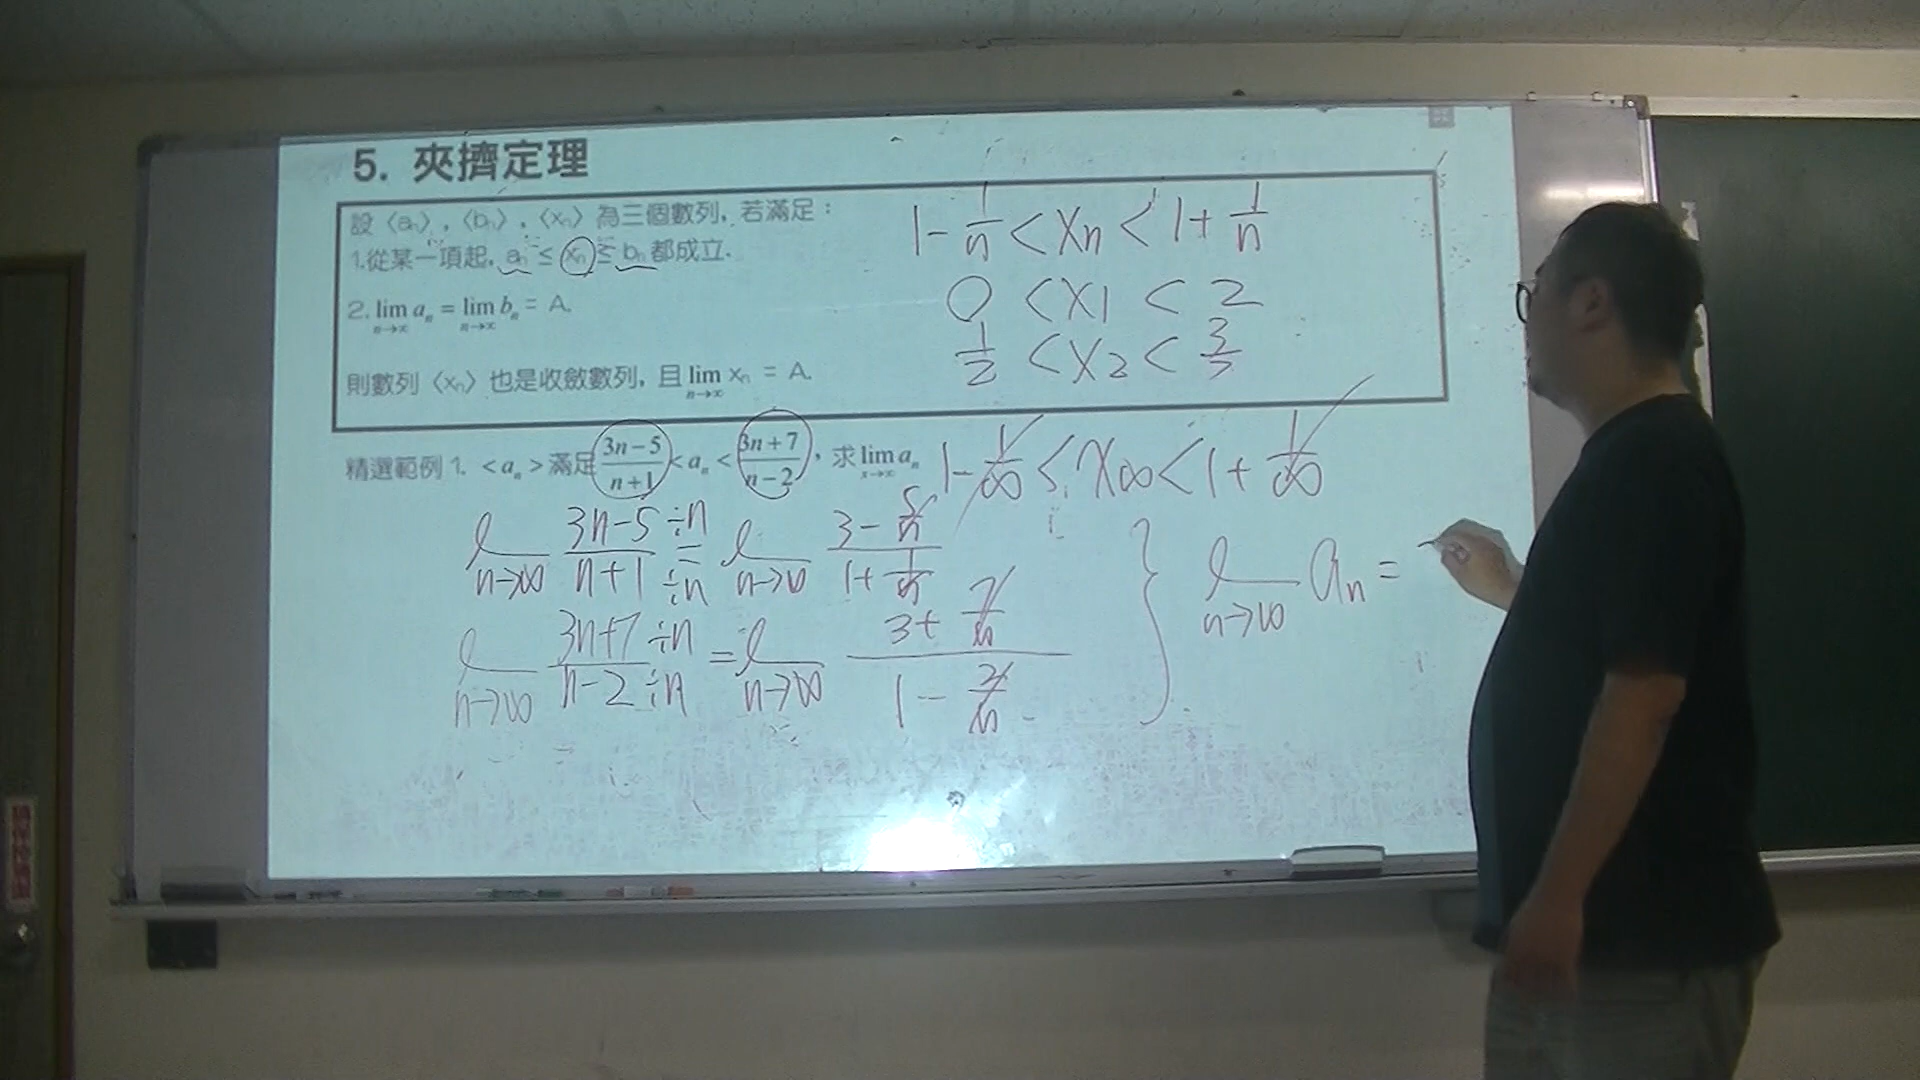 5. 夾擠定理
設〈aₙ〉,〈bₙ〉,〈xₙ〉為三個數列, 若滿足:
1.從某一項起, aₙ ≤ xₙ ≤ bₙ 都成立.
2. lim n→∞ aₙ = lim n→∞ bₙ = A.
則數列〈xₙ〉也是收斂數列, 且 lim n→∞ xₙ = A.
1 - 1/n < xₙ < 1 + 1/n
0 < x₁ < 2
1/2 < x₂ < 3/2
精選範例 1. < aₙ > 滿足 (3n-5)/(n+1) < aₙ < (3n+7)/(n-2), 求 lim x→∞ aₙ
1 - 1/∞ ≤ x∞ < 1 + 1/∞
l n→∞ (3n-5 ÷n)/(n+1 ÷n) = l n→∞ (3 - 5/n)/(1 + 1/n)
l n→∞ (3n+7 ÷n)/(n-2 ÷n) = l n→∞ (3 + 7/n)/(1 - 2/n)
} l n→∞ aₙ =